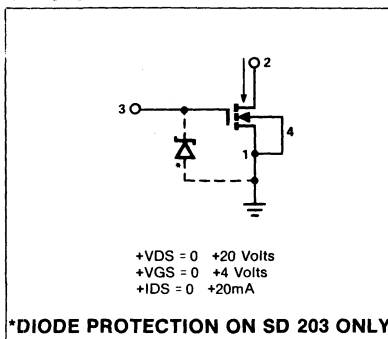 2
3
4
1
*
+VDS = 0 +20 Volts
+VGS = 0 +4 Volts
+IDS = 0 +20mA
*DIODE PROTECTION ON SD 203 ONLY